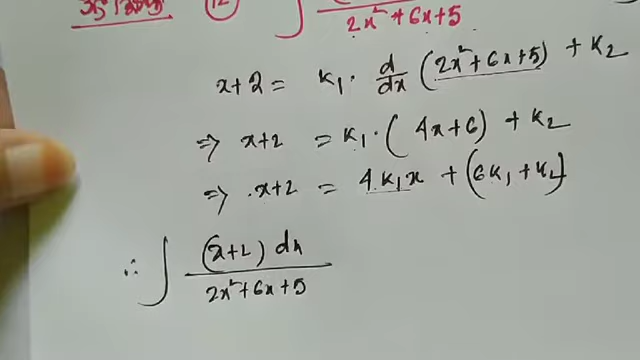 (12) ∫ 2x²+6x+5
x+2 = k₁· d/dx (2x²+6x+5) + k₂
⇒ x+2 = k₁·(4x+6) + k₂
⇒ x+2 = 4k₁x + (6k₁+k₂)
∴ ∫ (x+2) dx / 2x²+6x+5